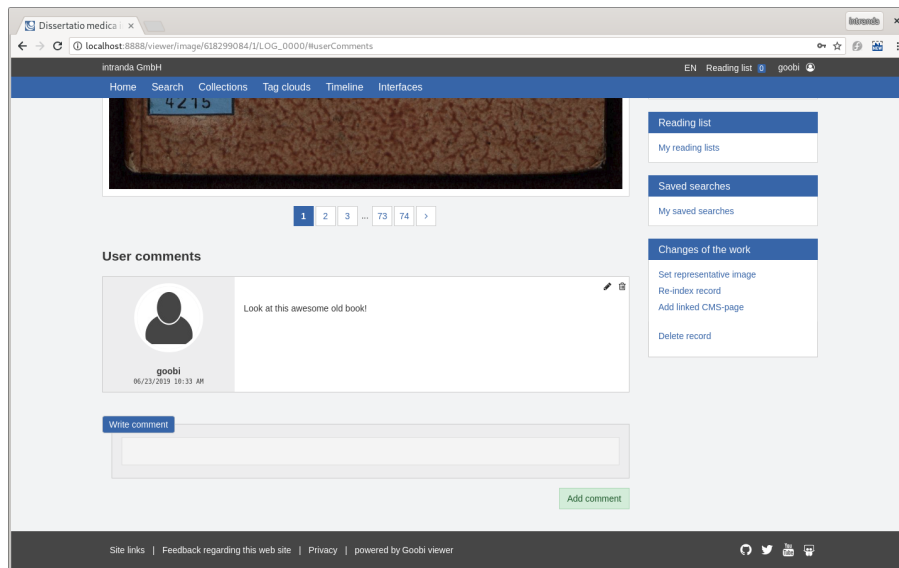 Dissertatio medica i
intranda
localhost:8888/viewer/image/618299084/1/LOG_0000/#userComments
intranda GmbH
EN Reading list 0 goobi
Home Search Collections Tag clouds Timeline Interfaces
4215
Reading list
My reading lists
Saved searches
My saved searches
1 2 3 ... 73 74 >
Changes of the work
Set representative image
Re-index record
Add linked CMS-page
Delete record
User comments
Look at this awesome old book!
goobi
06/23/2019 10:33 AM
Write comment
Add comment
Site links | Feedback regarding this web site | Privacy | powered by Goobi viewer
You